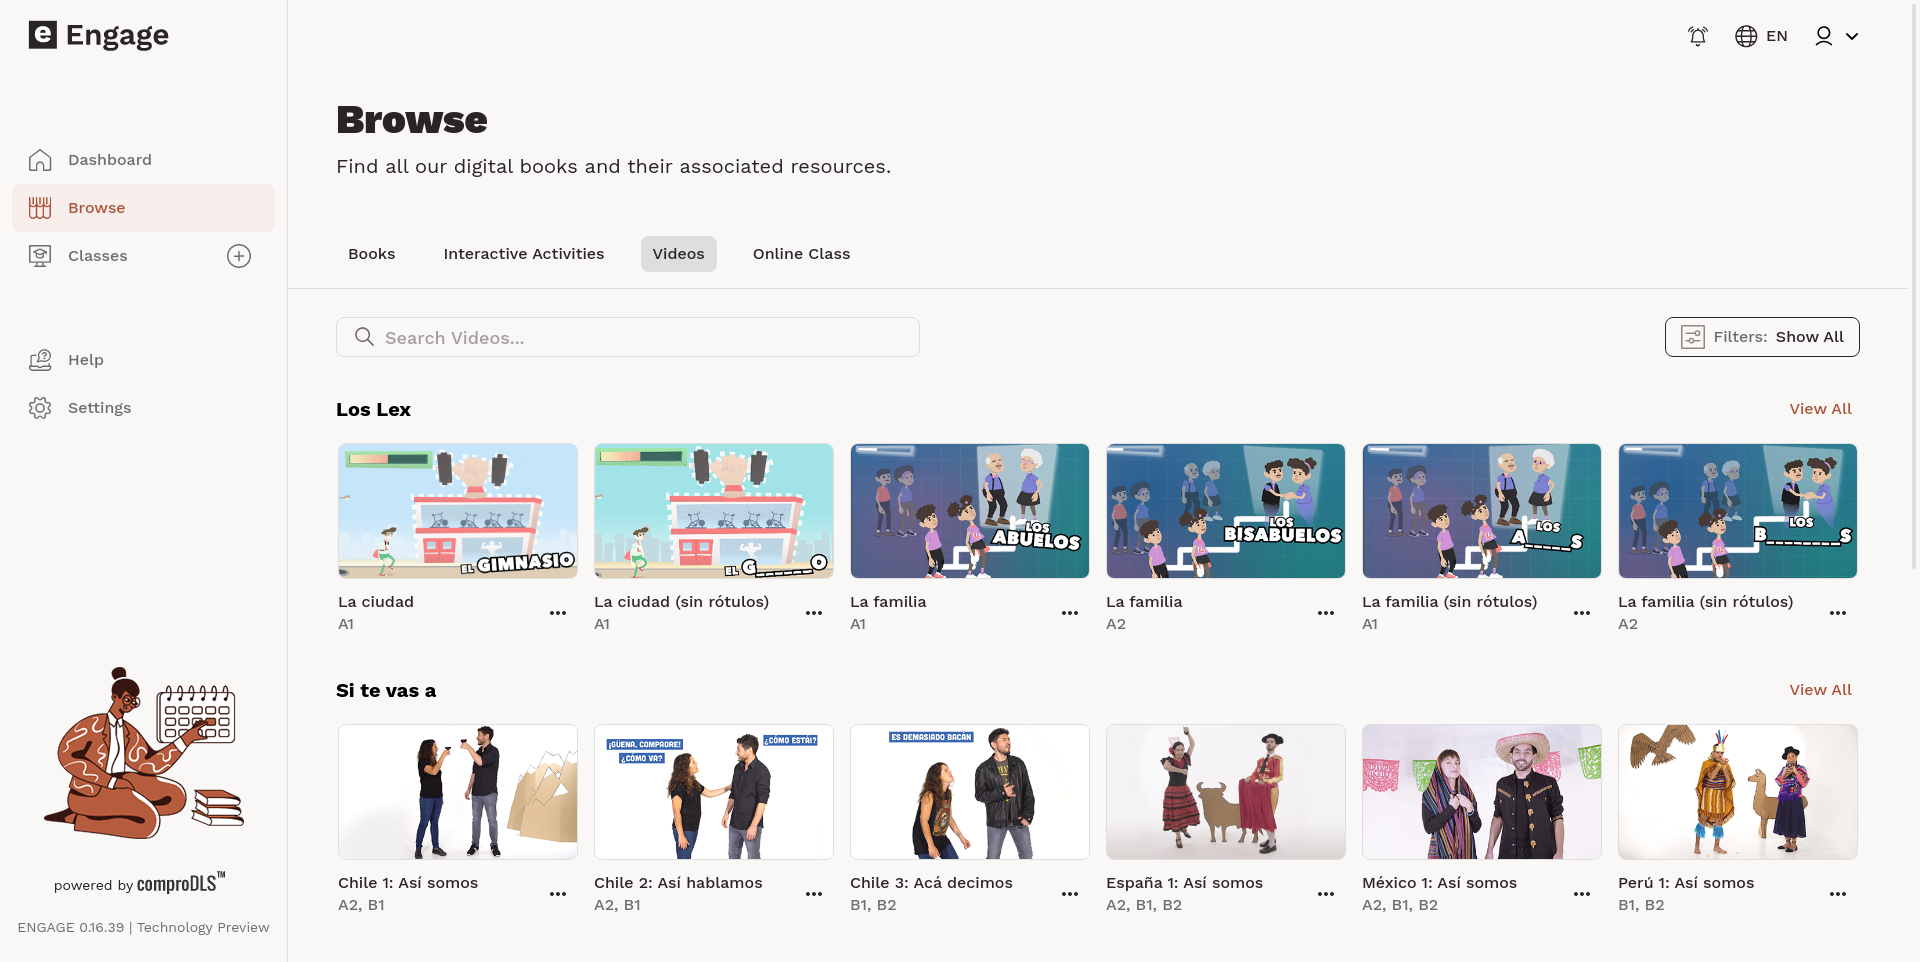 e Engage
EN
Dashboard
Browse
Classes
Help
Settings
powered by comproDLS™
ENGAGE 0.16.39 | Technology Preview
Browse
Find all our digital books and their associated resources.
Books Interactive Activities Videos Online Class
Search Videos...
Filters: Show All
Los Lex
View All
EL GIMNASIO
EL G_____O
LOS
ABUELOS
LOS
BISABUELOS
LOS
A_____S
LOS
B________S
La ciudad
A1
La ciudad (sin rótulos)
A1
La familia
A1
La familia
A2
La familia (sin rótulos)
A1
La familia (sin rótulos)
A2
Si te vas a
View All
¡GÜENA, COMPADRE!
¿CÓMO VA?
¿CÓMO ESTÁI?
ES DEMASIADO BACÁN
Chile 1: Así somos
A2, B1
Chile 2: Así hablamos
A2, B1
Chile 3: Acá decimos
B1, B2
España 1: Así somos
A2, B1, B2
México 1: Así somos
A2, B1, B2
Perú 1: Así somos
B1, B2